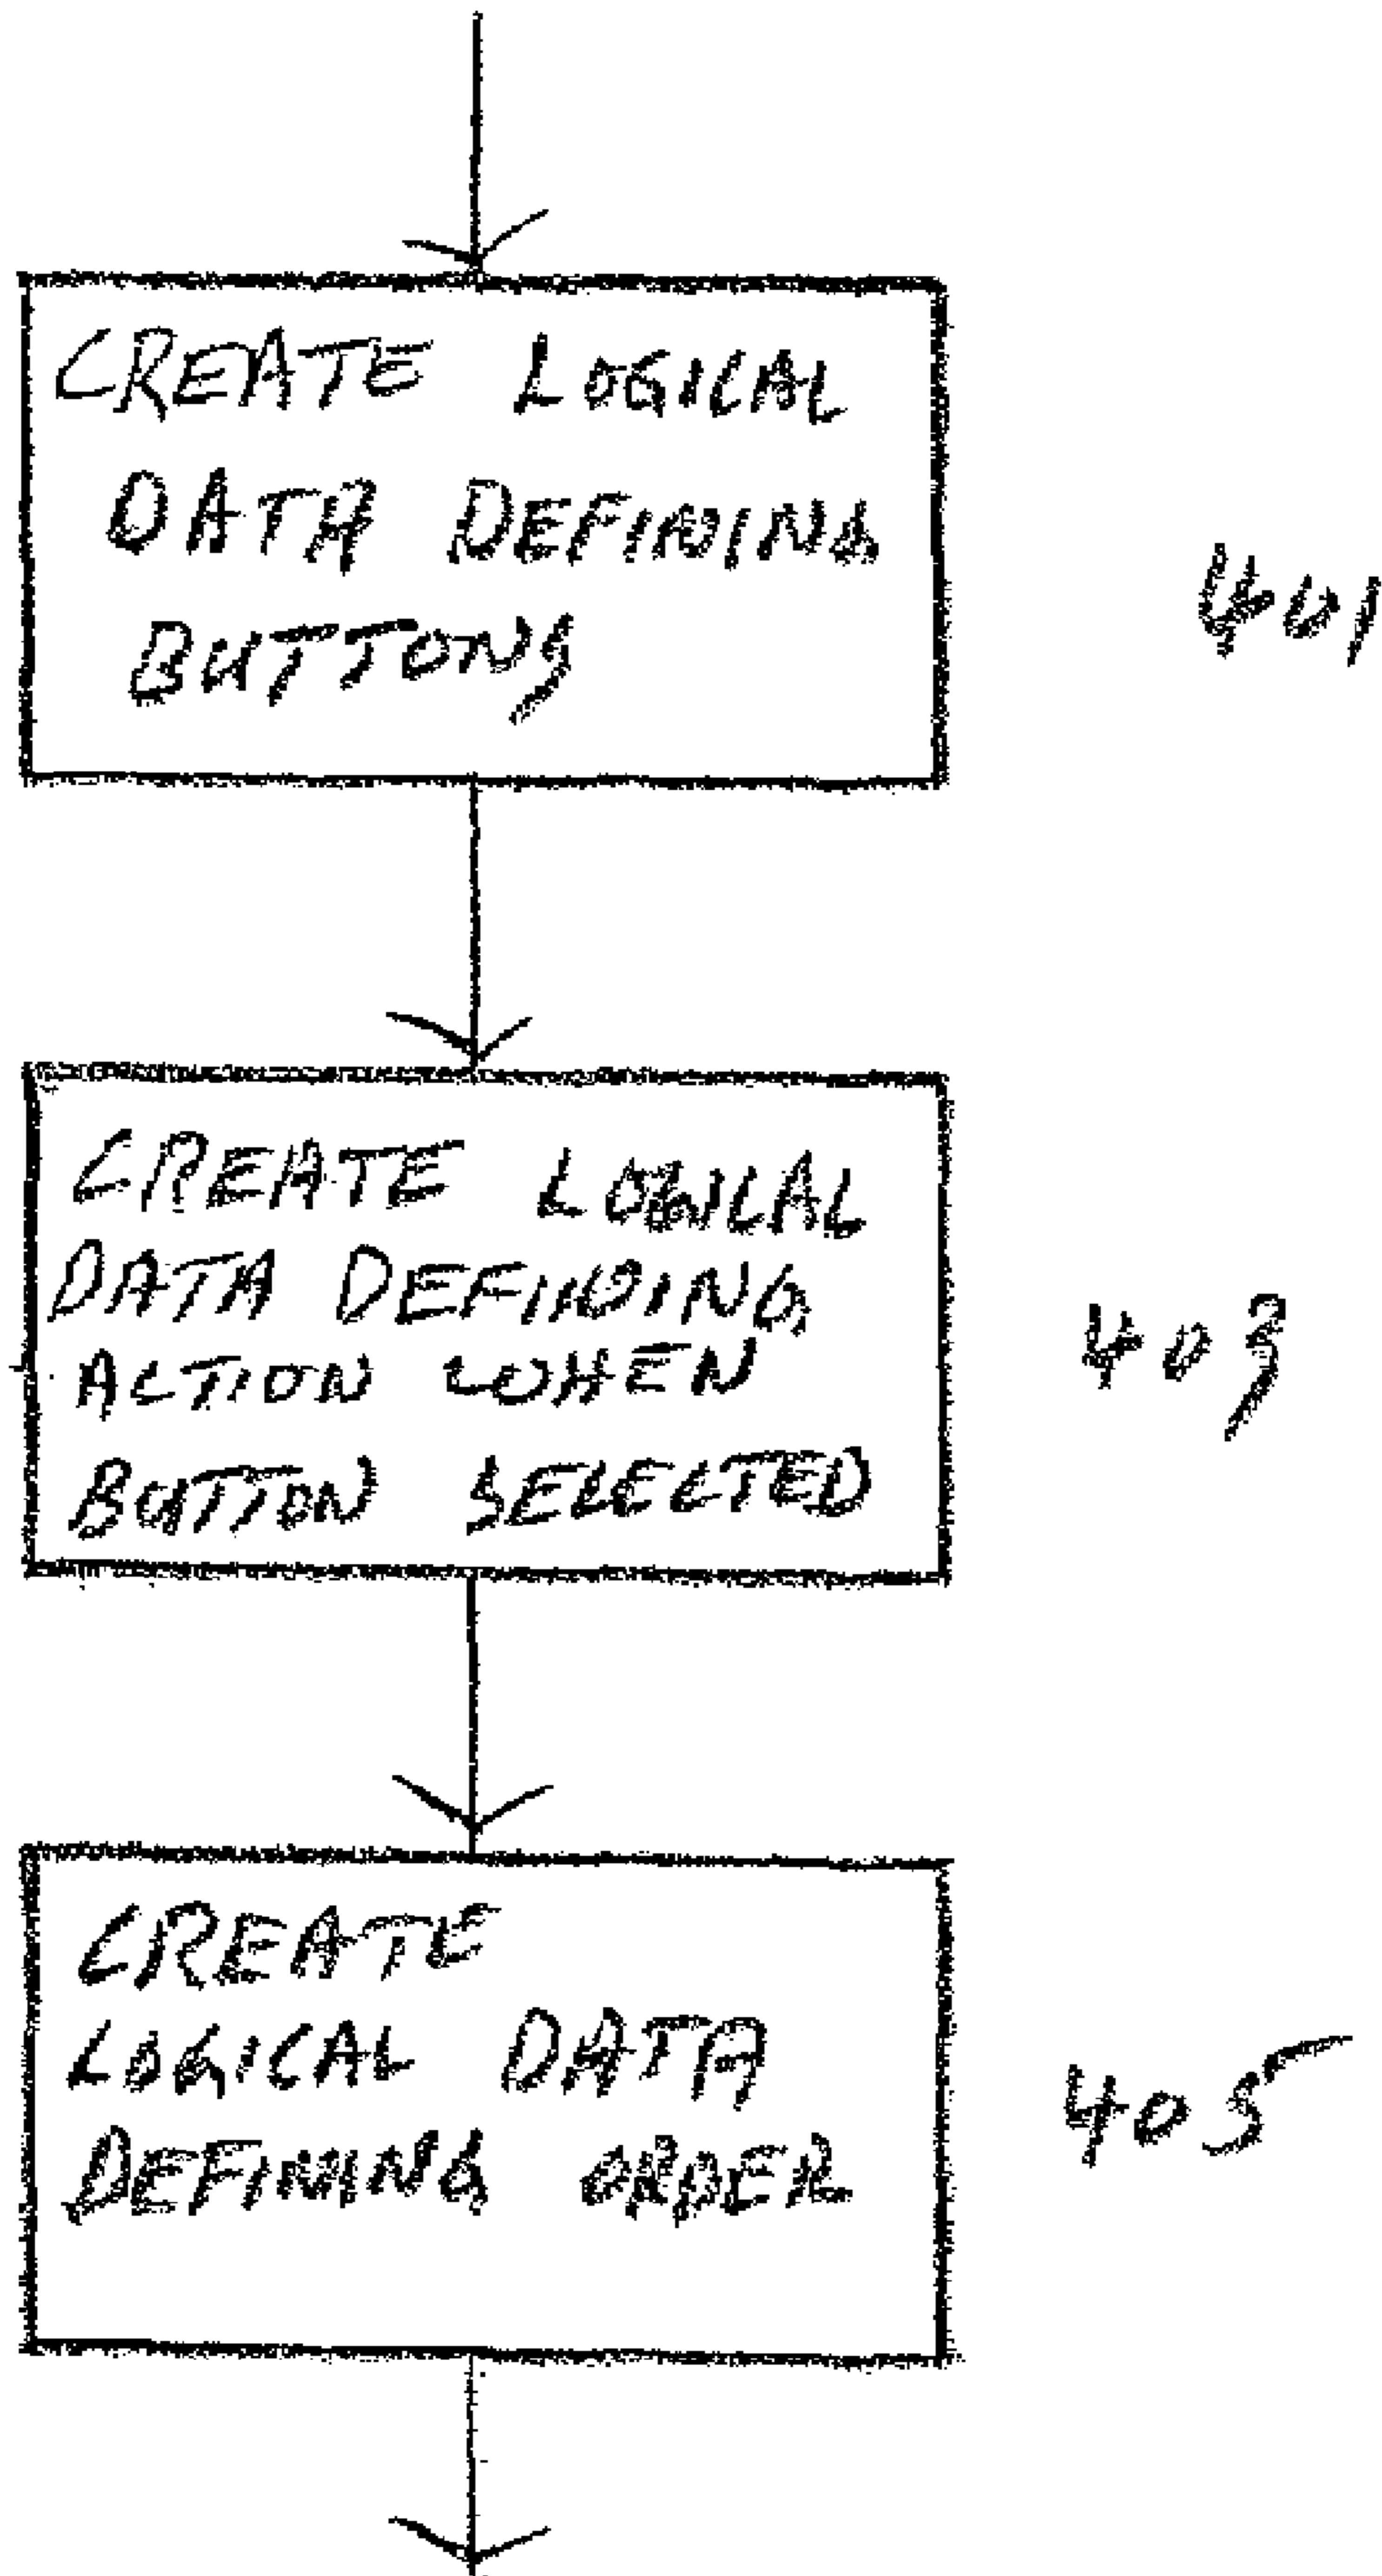 CREATE LOGICAL
DATA DEFINING
BUTTONS
401
CREATE LOGICAL
DATA DEFINING
ACTION WHEN
BUTTON SELECTED
403
CREATE
LOGICAL DATA
DEFINING ORDER
405